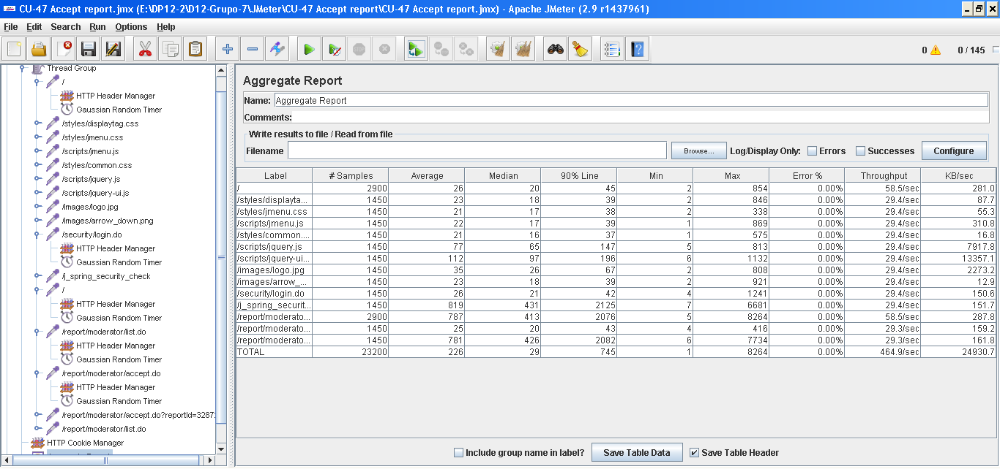 CU-47 Accept report.jmx (E:\DP12-2\D12-Grupo-7\JMeter\CU-47 Accept report\CU-47 Accept report.jmx) - Apache JMeter (2.9 r1437961)
File Edit Search Run Options Help
0 0 / 145
Thread Group
/
HTTP Header Manager
Gaussian Random Timer
/styles/displaytag.css
/styles/jmenu.css
/scripts/jmenu.js
/styles/common.css
/scripts/jquery.js
/scripts/jquery-ui.js
/images/logo.jpg
/images/arrow_down.png
/security/login.do
HTTP Header Manager
Gaussian Random Timer
/j_spring_security_check
/
HTTP Header Manager
Gaussian Random Timer
/report/moderator/list.do
HTTP Header Manager
Gaussian Random Timer
/report/moderator/accept.do
HTTP Header Manager
Gaussian Random Timer
/report/moderator/accept.do?reportId=3287
/report/moderator/list.do
HTTP Cookie Manager
Aggregate Report
Name: Aggregate Report
Comments:
Write results to file / Read from file
Filename Browse... Log/Display Only: Errors Successes Configure
Label # Samples Average Median 90% Line Min Max Error % Throughput KB/sec
/ 2900 26 20 45 2 854 0.00% 58.5/sec 281.0
/styles/displayta... 1450 23 18 39 2 846 0.00% 29.4/sec 87.7
/styles/jmenu.css 1450 21 17 38 2 338 0.00% 29.4/sec 55.3
/scripts/jmenu.js 1450 22 17 39 1 869 0.00% 29.4/sec 310.8
/styles/common.... 1450 21 16 37 1 575 0.00% 29.4/sec 16.8
/scripts/jquery.js 1450 77 65 147 5 813 0.00% 29.4/sec 7917.8
/scripts/jquery-ui... 1450 112 97 196 6 1132 0.00% 29.4/sec 13357.1
/images/logo.jpg 1450 35 26 67 2 808 0.00% 29.4/sec 2273.2
/images/arrow_... 1450 23 18 39 2 921 0.00% 29.4/sec 12.9
/security/login.do 1450 26 21 42 4 1241 0.00% 29.4/sec 150.6
/j_spring_securit... 1450 819 431 2125 7 6681 0.00% 29.4/sec 151.7
/report/moderato... 2900 787 413 2076 5 8264 0.00% 58.5/sec 287.8
/report/moderato... 1450 25 20 43 4 416 0.00% 29.3/sec 159.2
/report/moderato... 1450 781 426 2082 6 7734 0.00% 29.3/sec 161.8
TOTAL 23200 226 29 745 1 8264 0.00% 464.9/sec 24930.7
Include group name in label? Save Table Data Save Table Header